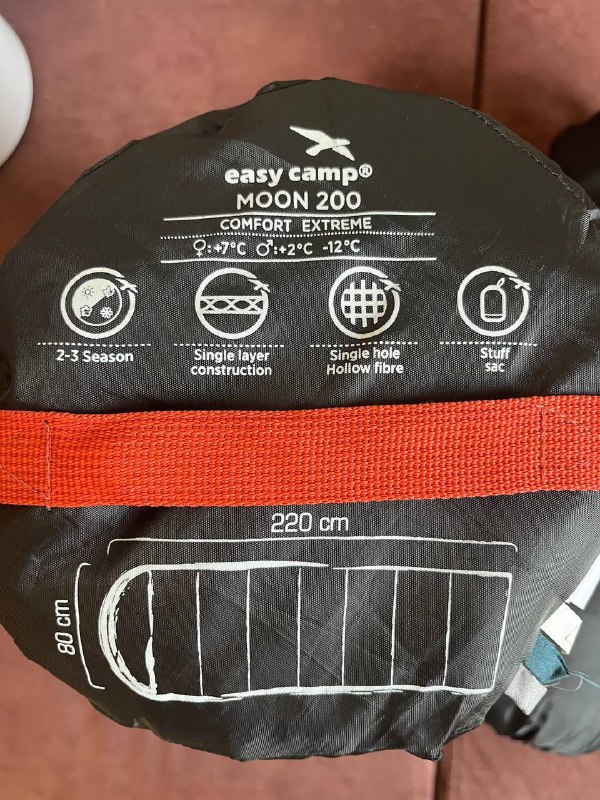 easy camp®
MOON 200
COMFORT EXTREME
♀:+7°C ♂:+2°C -12°C
2-3 Season
Single layer
construction
Single hole
Hollow fibre
Stuff
sac
220 cm
80 cm